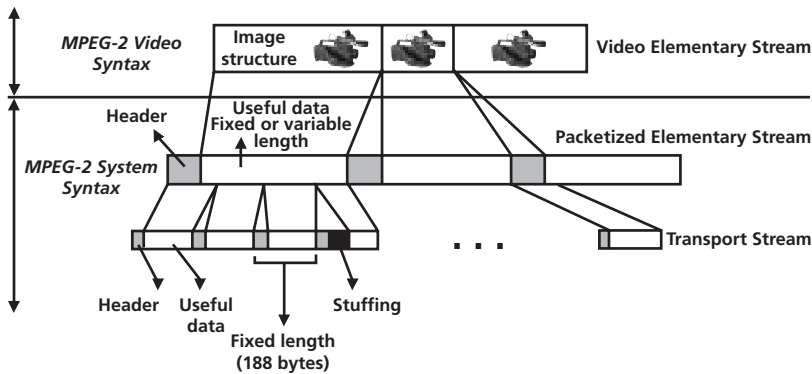 MPEG-2 Video
Syntax
Image
structure
Video Elementary Stream
Header
Useful data
Fixed or variable
length
Packetized Elementary Stream
MPEG-2 System
Syntax
. . .
Transport Stream
Header
Useful
data
Stuffing
Fixed length
(188 bytes)